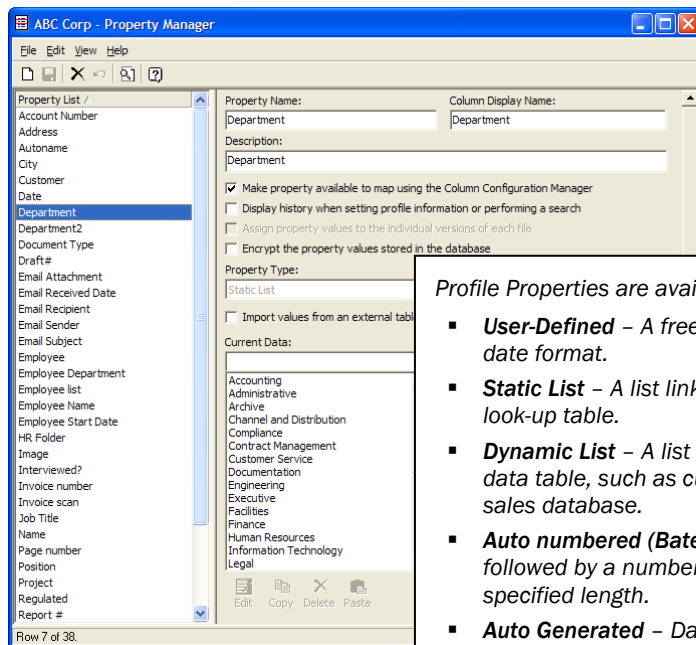 ABC Corp - Property Manager
File Edit View Help
Property List
Account Number
Address
Autoname
City
Customer
Date
Department
Department2
Document Type
Draft#
Email Attachment
Email Received Date
Email Recipient
Email Sender
Email Subject
Employee
Employee Department
Employee list
Employee Name
Employee Start Date
HR Folder
Image
Interviewed?
Invoice number
Invoice scan
Job Title
Name
Page number
Position
Project
Regulated
Report #
Row 7 of 38.
Property Name: Column Display Name:
Department Department
Description:
Department
Make property available to map using the Column Configuration Manager
Display history when setting profile information or performing a search
Assign property values to the individual versions of each file
Encrypt the property values stored in the database
Property Type:
Static List
Import values from an external tabl
Current Data:
Accounting
Administrative
Archive
Channel and Distribution
Compliance
Contract Management
Customer Service
Documentation
Engineering
Executive
Facilities
Finance
Human Resources
Information Technology
Legal
Edit Copy Delete Paste
Profile Properties are avai
▪ User-Defined – A free
date format.
▪ Static List – A list link
look-up table.
▪ Dynamic List – A list
data table, such as cu
sales database.
▪ Auto numbered (Bate
followed by a number
specified length.
▪ Auto Generated – Da